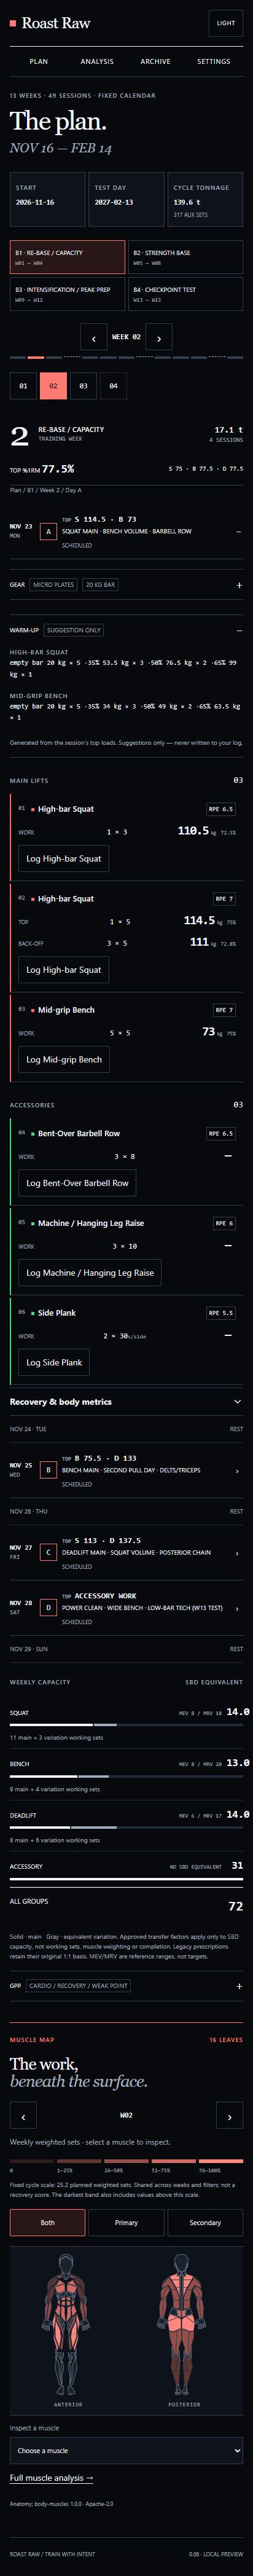 Roast Raw
LIGHT
PLAN ANALYSIS ARCHIVE SETTINGS
13 WEEKS · 49 SESSIONS · FIXED CALENDAR
The plan.
NOV 16 — FEB 14
START
2026-11-16
TEST DAY
2027-02-13
CYCLE TONNAGE
139.6 t
317 AUX SETS
B1 · RE-BASE / CAPACITY
W01 — W04
B2 · STRENGTH BASE
W05 — W08
B3 · INTENSIFICATION / PEAK PREP
W09 — W12
B4 · CHECKPOINT TEST
W13 — W13
‹ WEEK 02 ›
01 02 03 04
2 RE-BASE / CAPACITY 17.1 t
TRAINING WEEK 4 SESSIONS
TOP %1RM 77.5% S 75 · B 77.5 · D 77.5
Plan / B1 / Week 2 / Day A
NOV 23
MON
A
TOP S 114.5 · B 73
SQUAT MAIN · BENCH VOLUME · BARBELL ROW
SCHEDULED
–
GEAR MICRO PLATES 20 KG BAR +
WARM-UP SUGGESTION ONLY –
HIGH-BAR SQUAT
empty bar 20 kg × 5 · 35% 53.5 kg × 3 · 50% 76.5 kg × 2 · 65% 99
kg × 1
MID-GRIP BENCH
empty bar 20 kg × 5 · 35% 34 kg × 3 · 50% 49 kg × 2 · 65% 63.5 kg
× 1
Generated from the session's top loads. Suggestions only — never written to your log.
MAIN LIFTS 03
01 High-bar Squat RPE 6.5
WORK 1 × 3 110.5 kg 72.5%
Log High-bar Squat
02 High-bar Squat RPE 7
TOP 1 × 5 114.5 kg 75%
BACK-OFF 3 × 5 111 kg 72.8%
Log High-bar Squat
03 Mid-grip Bench RPE 7
WORK 5 × 5 73 kg 75%
Log Mid-grip Bench
ACCESSORIES 03
04 Bent-Over Barbell Row RPE 6.5
WORK 3 × 8 —
Log Bent-Over Barbell Row
05 Machine / Hanging Leg Raise RPE 6
WORK 3 × 10 —
Log Machine / Hanging Leg Raise
06 Side Plank RPE 5.5
WORK 2 × 30s/side —
Log Side Plank
Recovery & body metrics
NOV 24 · TUE REST
NOV 25
WED
B
TOP B 75.5 · D 133
BENCH MAIN · SECOND PULL DAY · DELTS/TRICEPS
SCHEDULED
›
NOV 26 · THU REST
NOV 27
FRI
C
TOP S 113 · D 137.5
DEADLIFT MAIN · SQUAT VOLUME · POSTERIOR CHAIN
SCHEDULED
›
NOV 28
SAT
D
TOP ACCESSORY WORK
POWER CLEAN · WIDE BENCH · LOW-BAR TECH (W13 TEST)
SCHEDULED
›
NOV 29 · SUN REST
WEEKLY CAPACITY SBD EQUIVALENT
SQUAT MEV 8 / MRV 18 14.0
11 main + 3 variation working sets
BENCH MEV 8 / MRV 20 13.0
9 main + 4 variation working sets
DEADLIFT MEV 6 / MRV 17 14.0
8 main + 6 variation working sets
ACCESSORY NO SBD EQUIVALENT 31
ALL GROUPS 72
Solid · main Gray · equivalent variation. Approved transfer factors apply only to SBD
capacity, not working sets, muscle weighting or completion. Legacy prescriptions
retain their original 1:1 basis. MEV/MRV are reference ranges, not targets.
GPP CARDIO / RECOVERY / WEAK POINT +
MUSCLE MAP 16 LEAVES
The work,
beneath the surface.
‹ W02 ›
Weekly weighted sets · select a muscle to inspect.
0 1–25% 26–50% 51–75% 76–100%
Fixed cycle scale: 25.2 planned weighted sets. Shared across weeks and filters; not a
recovery score. The darkest band also includes values above this scale.
Both Primary Secondary
ANTERIOR POSTERIOR
Inspect a muscle
Choose a muscle
Full muscle analysis →
Anatomy: body-muscles 1.0.0 · Apache-2.0
ROAST RAW / TRAIN WITH INTENT 0.06 · LOCAL PREVIEW